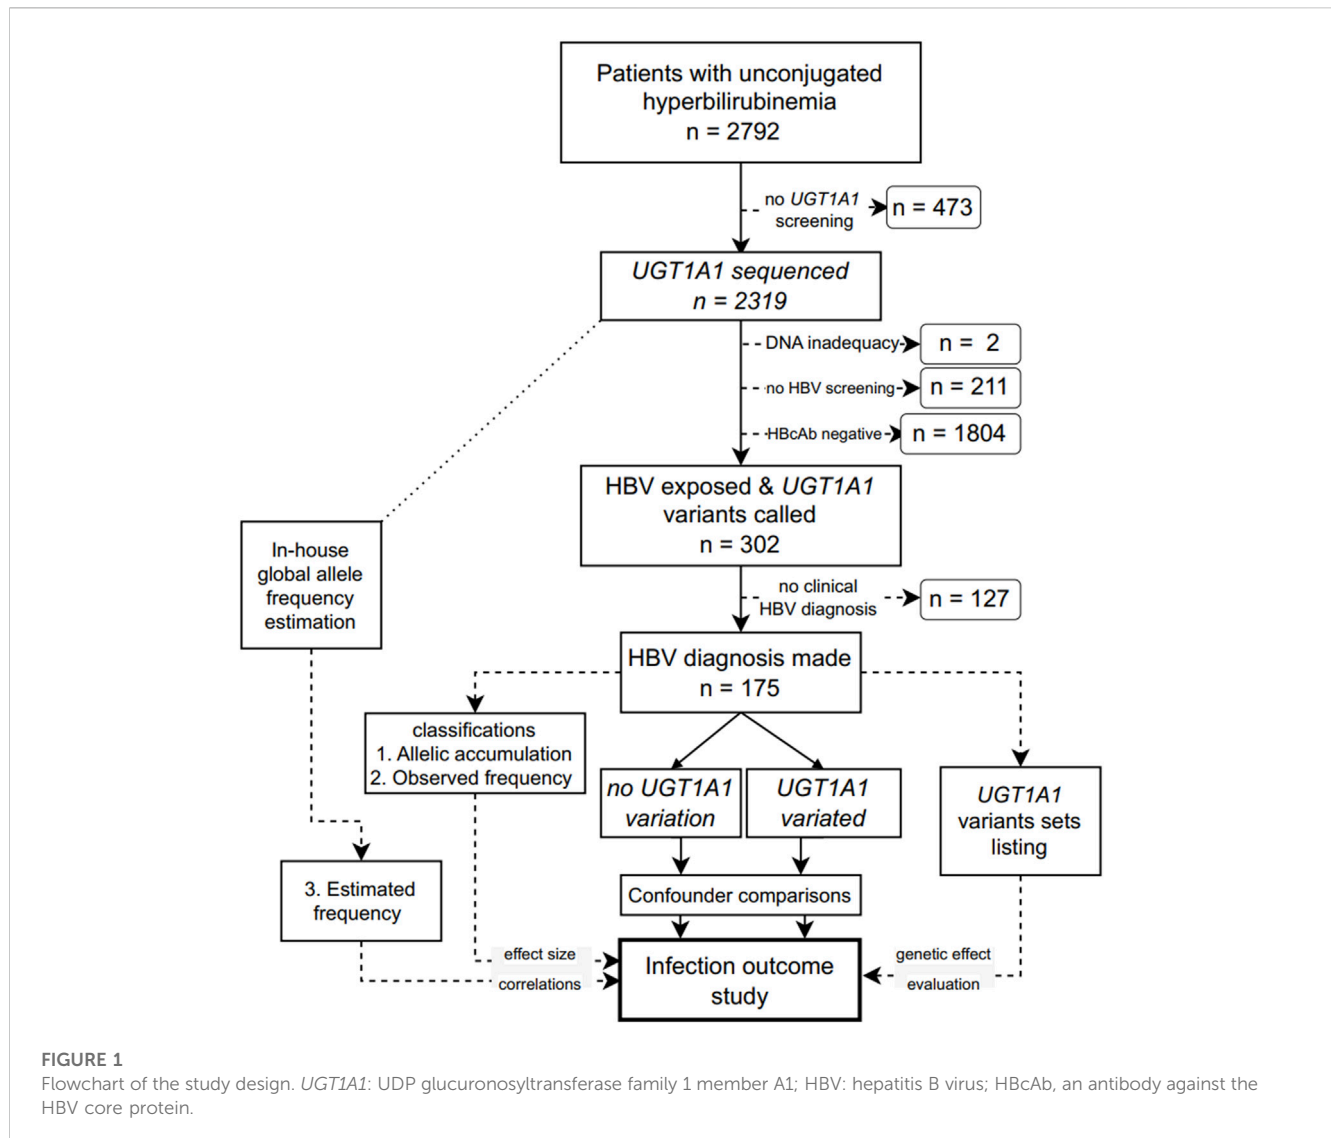 Patients with unconjugated
hyperbilirubinemia
n = 2792
no UGT1A1
screening
n = 473
UGT1A1 sequenced
n = 2319
DNA inadequacy
n = 2
no HBV screening
n = 211
HBcAb negative
n = 1804
HBV exposed & UGT1A1
variants called
n = 302
In-house
global allele
frequency
estimation
no clinical
HBV diagnosis
n = 127
HBV diagnosis made
n = 175
classifications
1. Allelic accumulation
2. Observed frequency
no UGT1A1
variation
UGT1A1
variated
UGT1A1
variants sets
listing
3. Estimated
frequency
Confounder comparisons
effect size
correlations
Infection outcome
study
genetic effect
evaluation
FIGURE 1
Flowchart of the study design. UGT1A1: UDP glucuronosyltransferase family 1 member A1; HBV: hepatitis B virus; HBcAb, an antibody against the
HBV core protein.